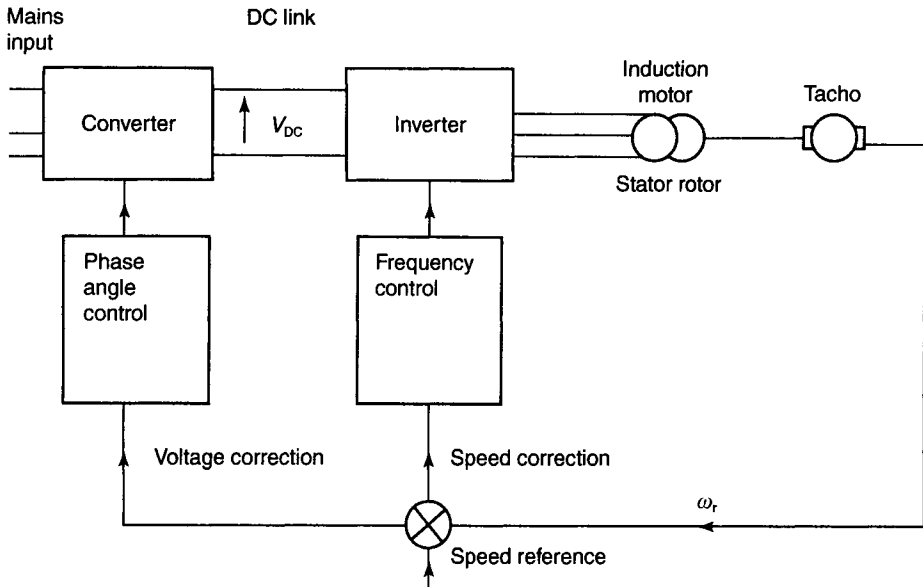 Mains
input
DC link
Converter
V_DC
Inverter
Induction
motor
Stator rotor
Tacho
Phase
angle
control
Frequency
control
Voltage correction
Speed correction
ω_r
Speed reference